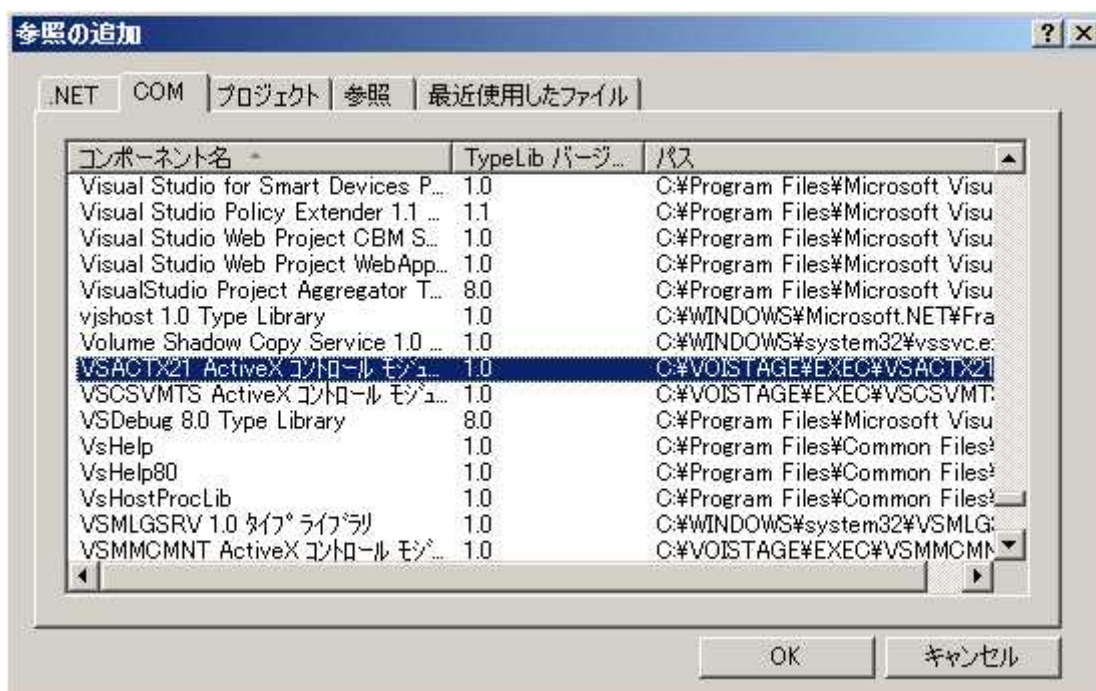 参照の追加
.NET COM プロジェクト 参照 最近使用したファイル
コンポーネント名 TypeLib バージ... パス
Visual Studio for Smart Devices P... 1.0 C:¥Program Files¥Microsoft Visu
Visual Studio Policy Extender 1.1 ... 1.1 C:¥Program Files¥Microsoft Visu
Visual Studio Web Project CBM S... 1.0 C:¥Program Files¥Microsoft Visu
Visual Studio Web Project WebApp... 1.0 C:¥Program Files¥Microsoft Visu
VisualStudio Project Aggregator T... 8.0 C:¥Program Files¥Microsoft Visu
vjshost 1.0 Type Library 1.0 C:¥WINDOWS¥Microsoft.NET¥Fra
Volume Shadow Copy Service 1.0 ... 1.0 C:¥WINDOWS¥system32¥vssvc.e
VSACTX21 ActiveX コントロール モジュ... 1.0 C:¥VOISTAGE¥EXEC¥VSACTX21
VSCSVMTS ActiveX コントロール モジュ... 1.0 C:¥VOISTAGE¥EXEC¥VSCSVMT
VSDebug 8.0 Type Library 8.0 C:¥Program Files¥Microsoft Visu
VsHelp 1.0 C:¥Program Files¥Common Files¥
VsHelp80 1.0 C:¥Program Files¥Common Files¥
VsHostProcLib 1.0 C:¥Program Files¥Common Files¥
VSMLGSRV 1.0 タイプ ライブラリ 1.0 C:¥WINDOWS¥system32¥VSMLG
VSMMCMNT ActiveX コントロール モジ... 1.0 C:¥VOISTAGE¥EXEC¥VSMMCMN
OK キャンセル